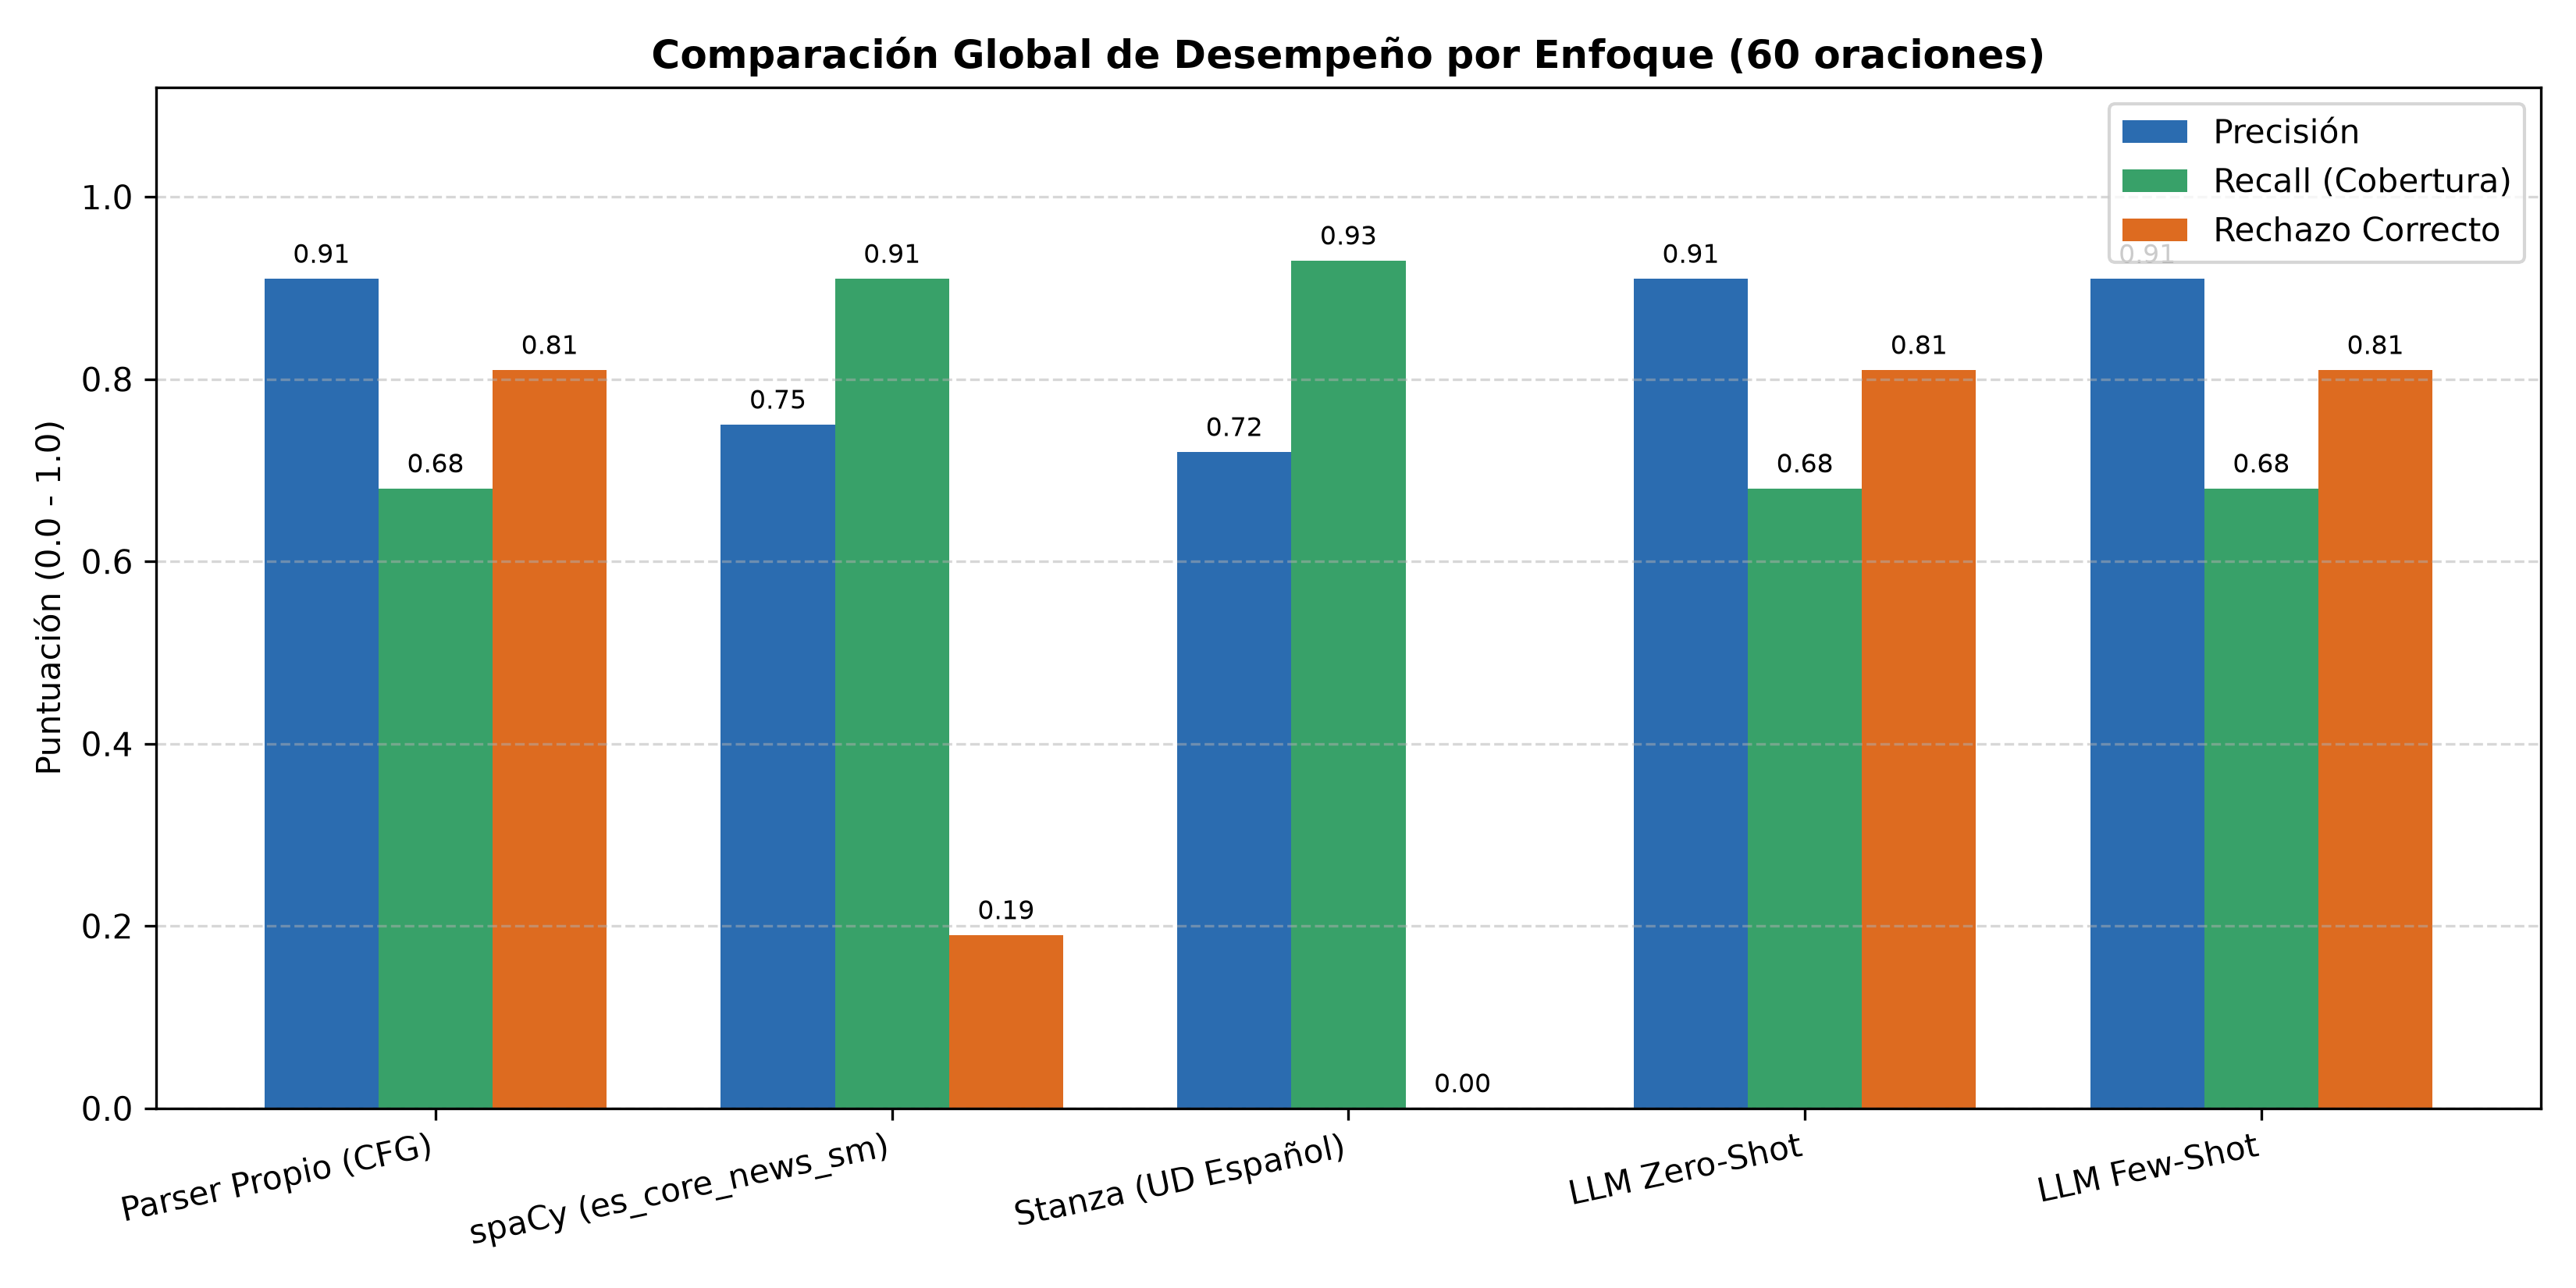 Comparación Global de Desempeño por Enfoque (60 oraciones)
Precisión
Recall (Cobertura)
Rechazo Correcto
Puntuación (0.0 - 1.0)
1.0
0.8
0.6
0.4
0.2
0.0
0.91
0.68
0.81
0.75
0.91
0.19
0.72
0.93
0.00
0.91
0.68
0.81
0.91
0.68
0.81
Parser Propio (CFG)
spaCy (es_core_news_sm)
Stanza (UD Español)
LLM Zero-Shot
LLM Few-Shot